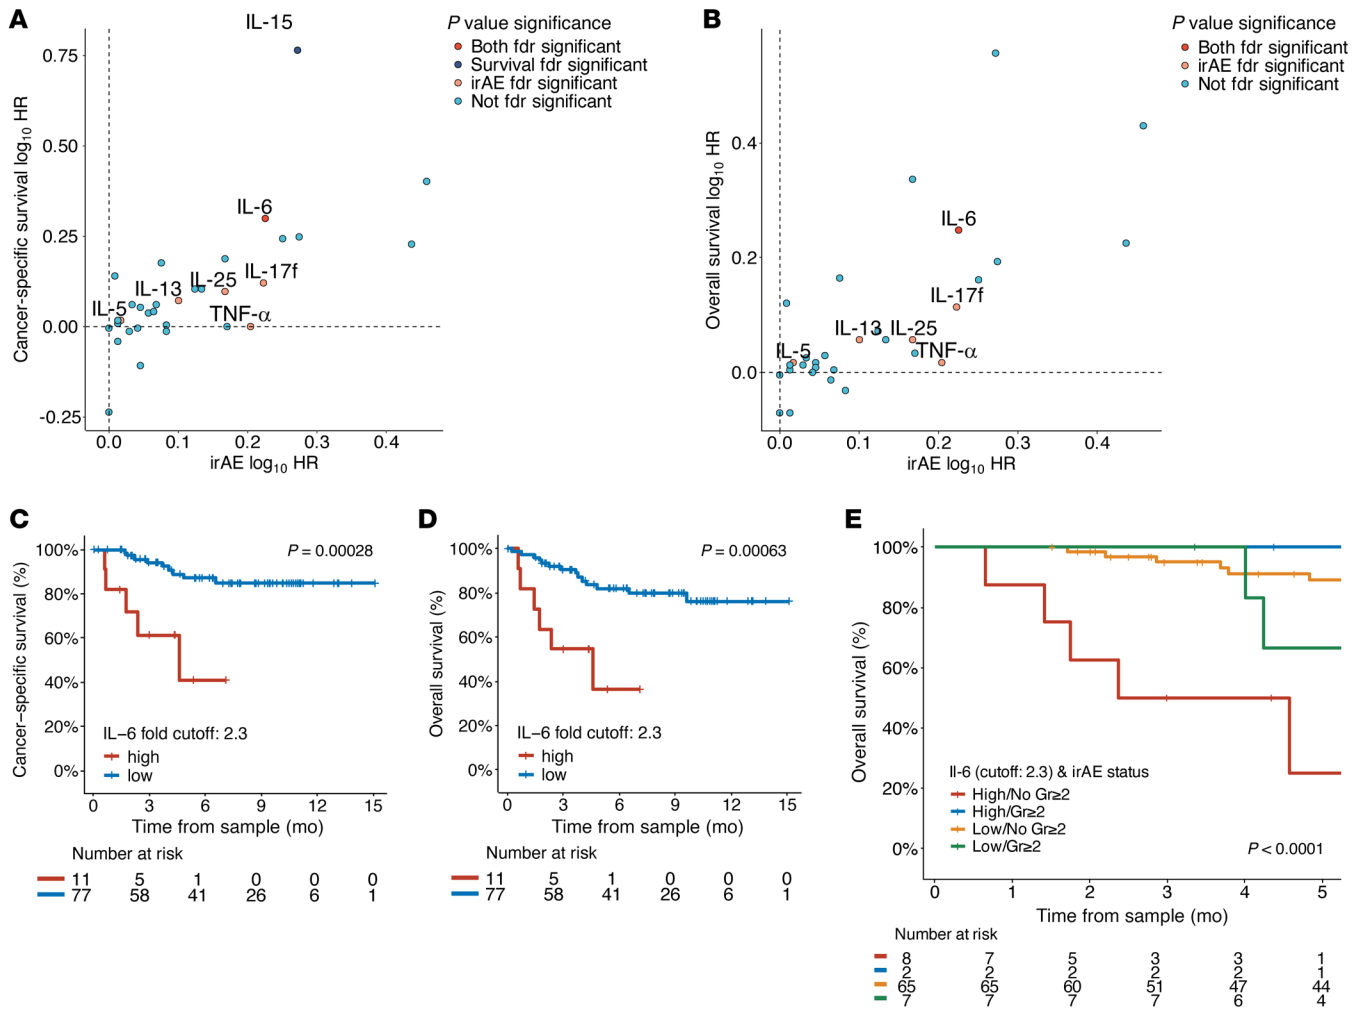 A
IL-15
P value significance
Both fdr significant
Survival fdr significant
irAE fdr significant
Not fdr significant
Cancer-specific survival log10 HR
0.75
0.50
0.25
0.00
-0.25
IL-6
IL-17f
IL-25
IL-13
IL-5
TNF-α
0.0 0.1 0.2 0.3 0.4
irAE log10 HR
B
P value significance
Both fdr significant
irAE fdr significant
Not fdr significant
Overall survival log10 HR
0.4
0.2
0.0
IL-6
IL-17f
IL-13 IL-25
IL-5
TNF-α
0.0 0.1 0.2 0.3 0.4
irAE log10 HR
C
Cancer–specific survival (%)
100%
80%
60%
40%
20%
0%
P = 0.00028
IL–6 fold cutoff: 2.3
high
low
0 3 6 9 12 15
Time from sample (mo)
Number at risk
11 5 1 0 0 0
77 58 41 26 6 1
D
Overall survival (%)
100%
80%
60%
40%
20%
0%
P = 0.00063
IL–6 fold cutoff: 2.3
high
low
0 3 6 9 12 15
Time from sample (mo)
Number at risk
11 5 1 0 0 0
77 58 41 26 6 1
E
Overall survival (%)
100%
80%
60%
40%
20%
0%
Il-6 (cutoff: 2.3) & irAE status
High/No Gr≥2
High/Gr≥2
Low/No Gr≥2
Low/Gr≥2
P < 0.0001
0 1 2 3 4 5
Time from sample (mo)
Number at risk
8 7 5 3 3 1
2 2 2 2 2 1
65 65 60 51 47 44
7 7 7 7 6 4